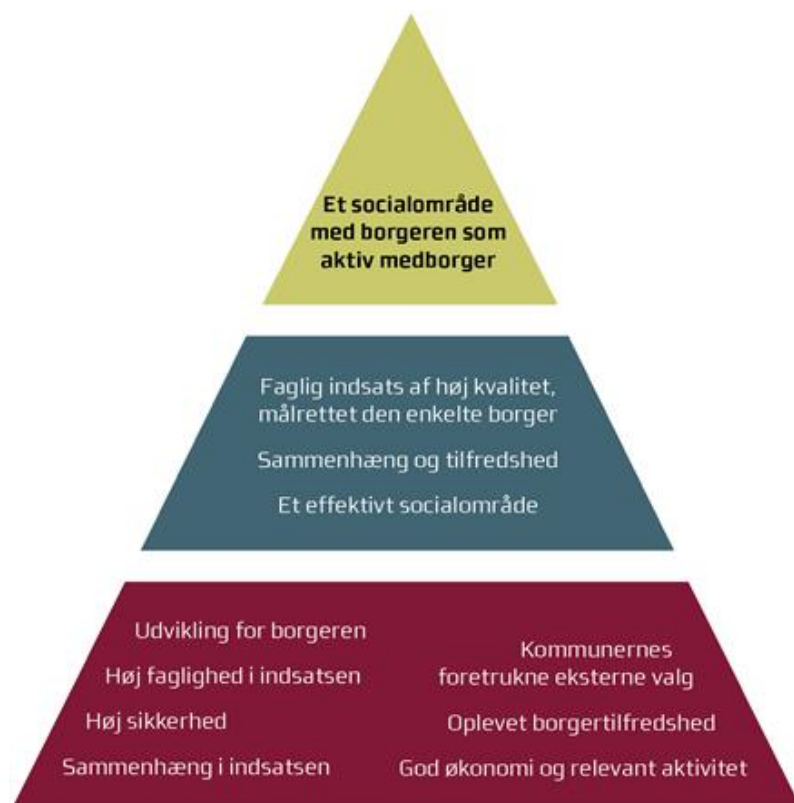 Et socialområde
med borgeren som
aktiv medborger
Faglig indsats af høj kvalitet,
målrettet den enkelte borger
Sammenhæng og tilfredshed
Et effektivt socialområde
Udvikling for borgeren
Høj faglighed i indsatsen
Høj sikkerhed
Sammenhæng i indsatsen
Kommunernes
foretrukne eksterne valg
Oplevet borgertilfredshed
God økonomi og relevant aktivitet